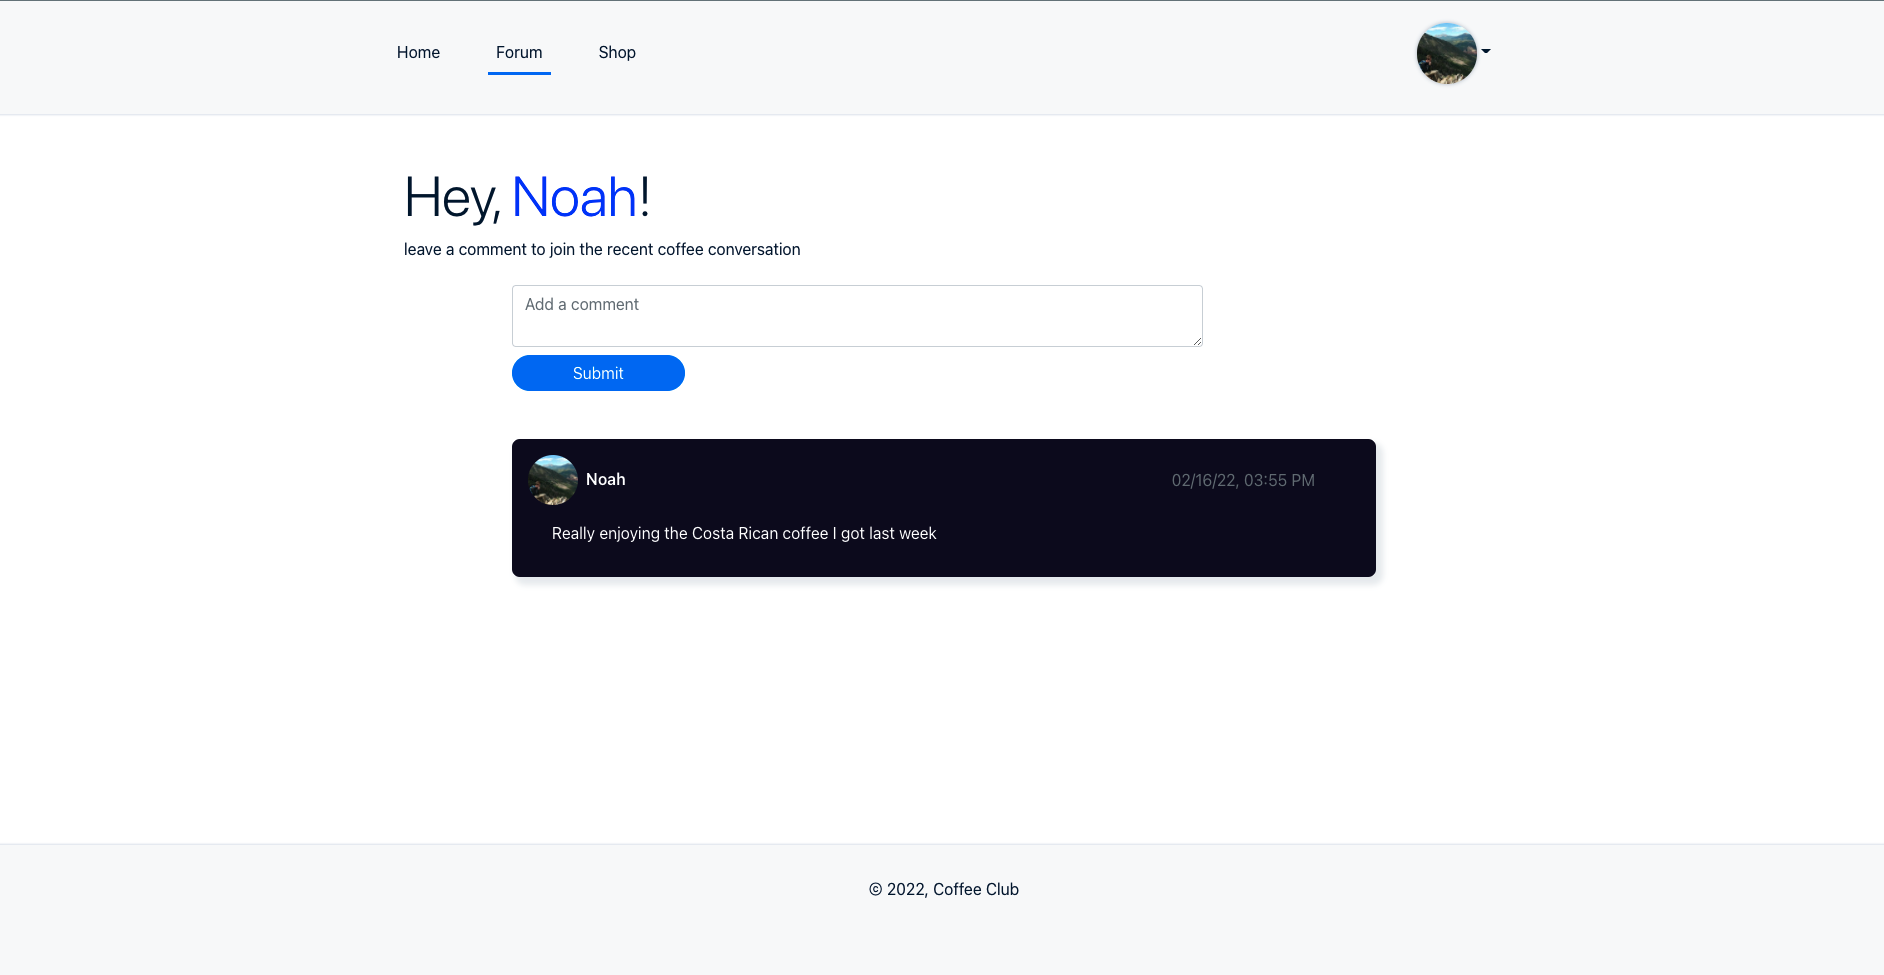 Home Forum Shop
Hey, Noah!
leave a comment to join the recent coffee conversation
Add a comment
Submit
Noah 02/16/22, 03:55 PM
Really enjoying the Costa Rican coffee I got last week
© 2022, Coffee Club